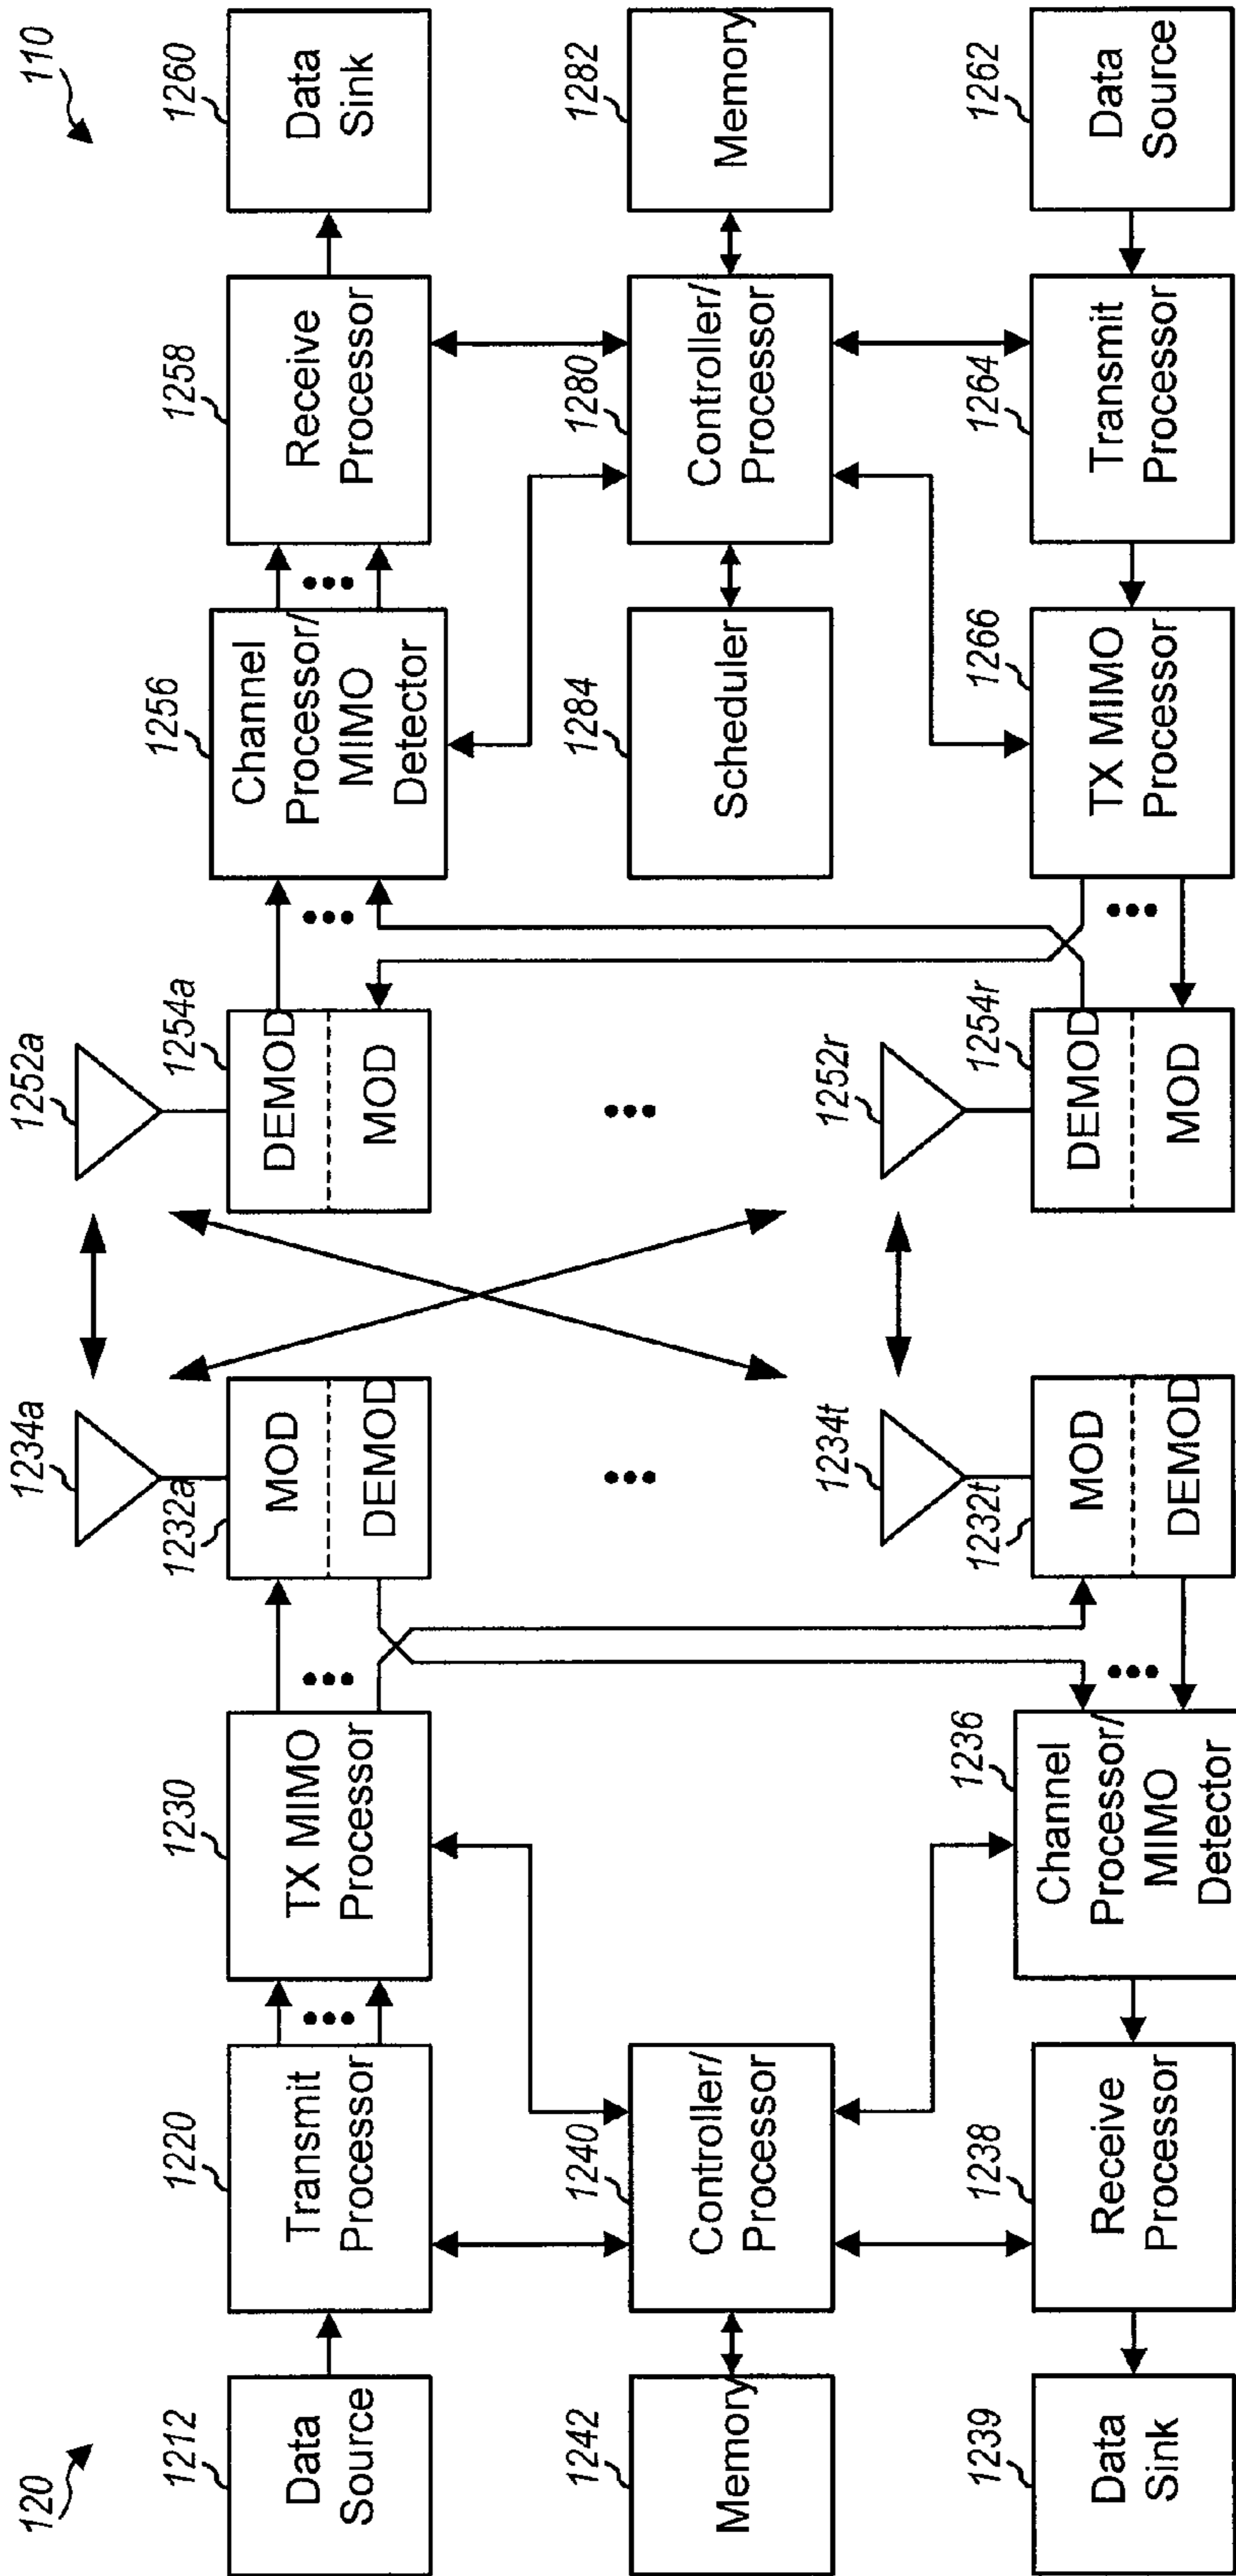 120
110
1212
Data
Source
1220
Transmit
Processor
1230
TX MIMO
Processor
1232a
MOD
DEMOD
1234a
1252a
1254a
DEMOD
MOD
1256
Channel
Processor/
MIMO
Detector
1258
Receive
Processor
1260
Data
Sink
1242
Memory
1240
Controller/
Processor
1284
Scheduler
1280
Controller/
Processor
1282
Memory
1239
Data
Sink
1238
Receive
Processor
1236
Channel
Processor/
MIMO
Detector
1232t
MOD
DEMOD
1234t
1252r
1254r
DEMOD
MOD
1266
TX MIMO
Processor
1264
Transmit
Processor
1262
Data
Source